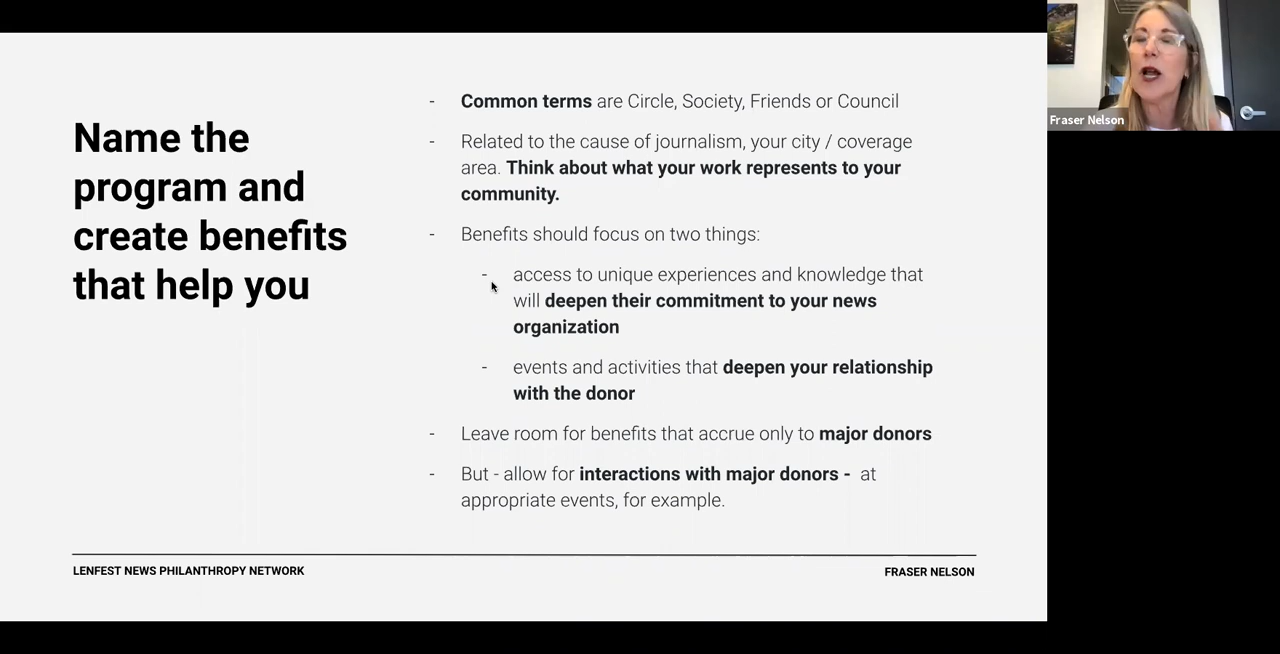 Name the
program and
create benefits
that help you
- Common terms are Circle, Society, Friends or Council
- Related to the cause of journalism, your city / coverage
area. Think about what your work represents to your
community.
- Benefits should focus on two things:
- access to unique experiences and knowledge that
will deepen their commitment to your news
organization
- events and activities that deepen your relationship
with the donor
- Leave room for benefits that accrue only to major donors
- But - allow for interactions with major donors - at
appropriate events, for example.
LENFEST NEWS PHILANTHROPY NETWORK
FRASER NELSON
Fraser Nelson